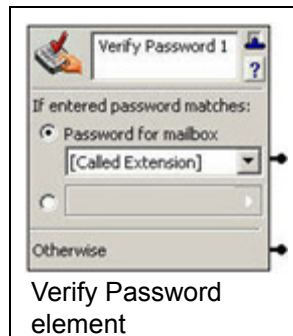 Verify Password 1
?
If entered password matches:
Password for mailbox
[Called Extension]
Otherwise
Verify Password
element